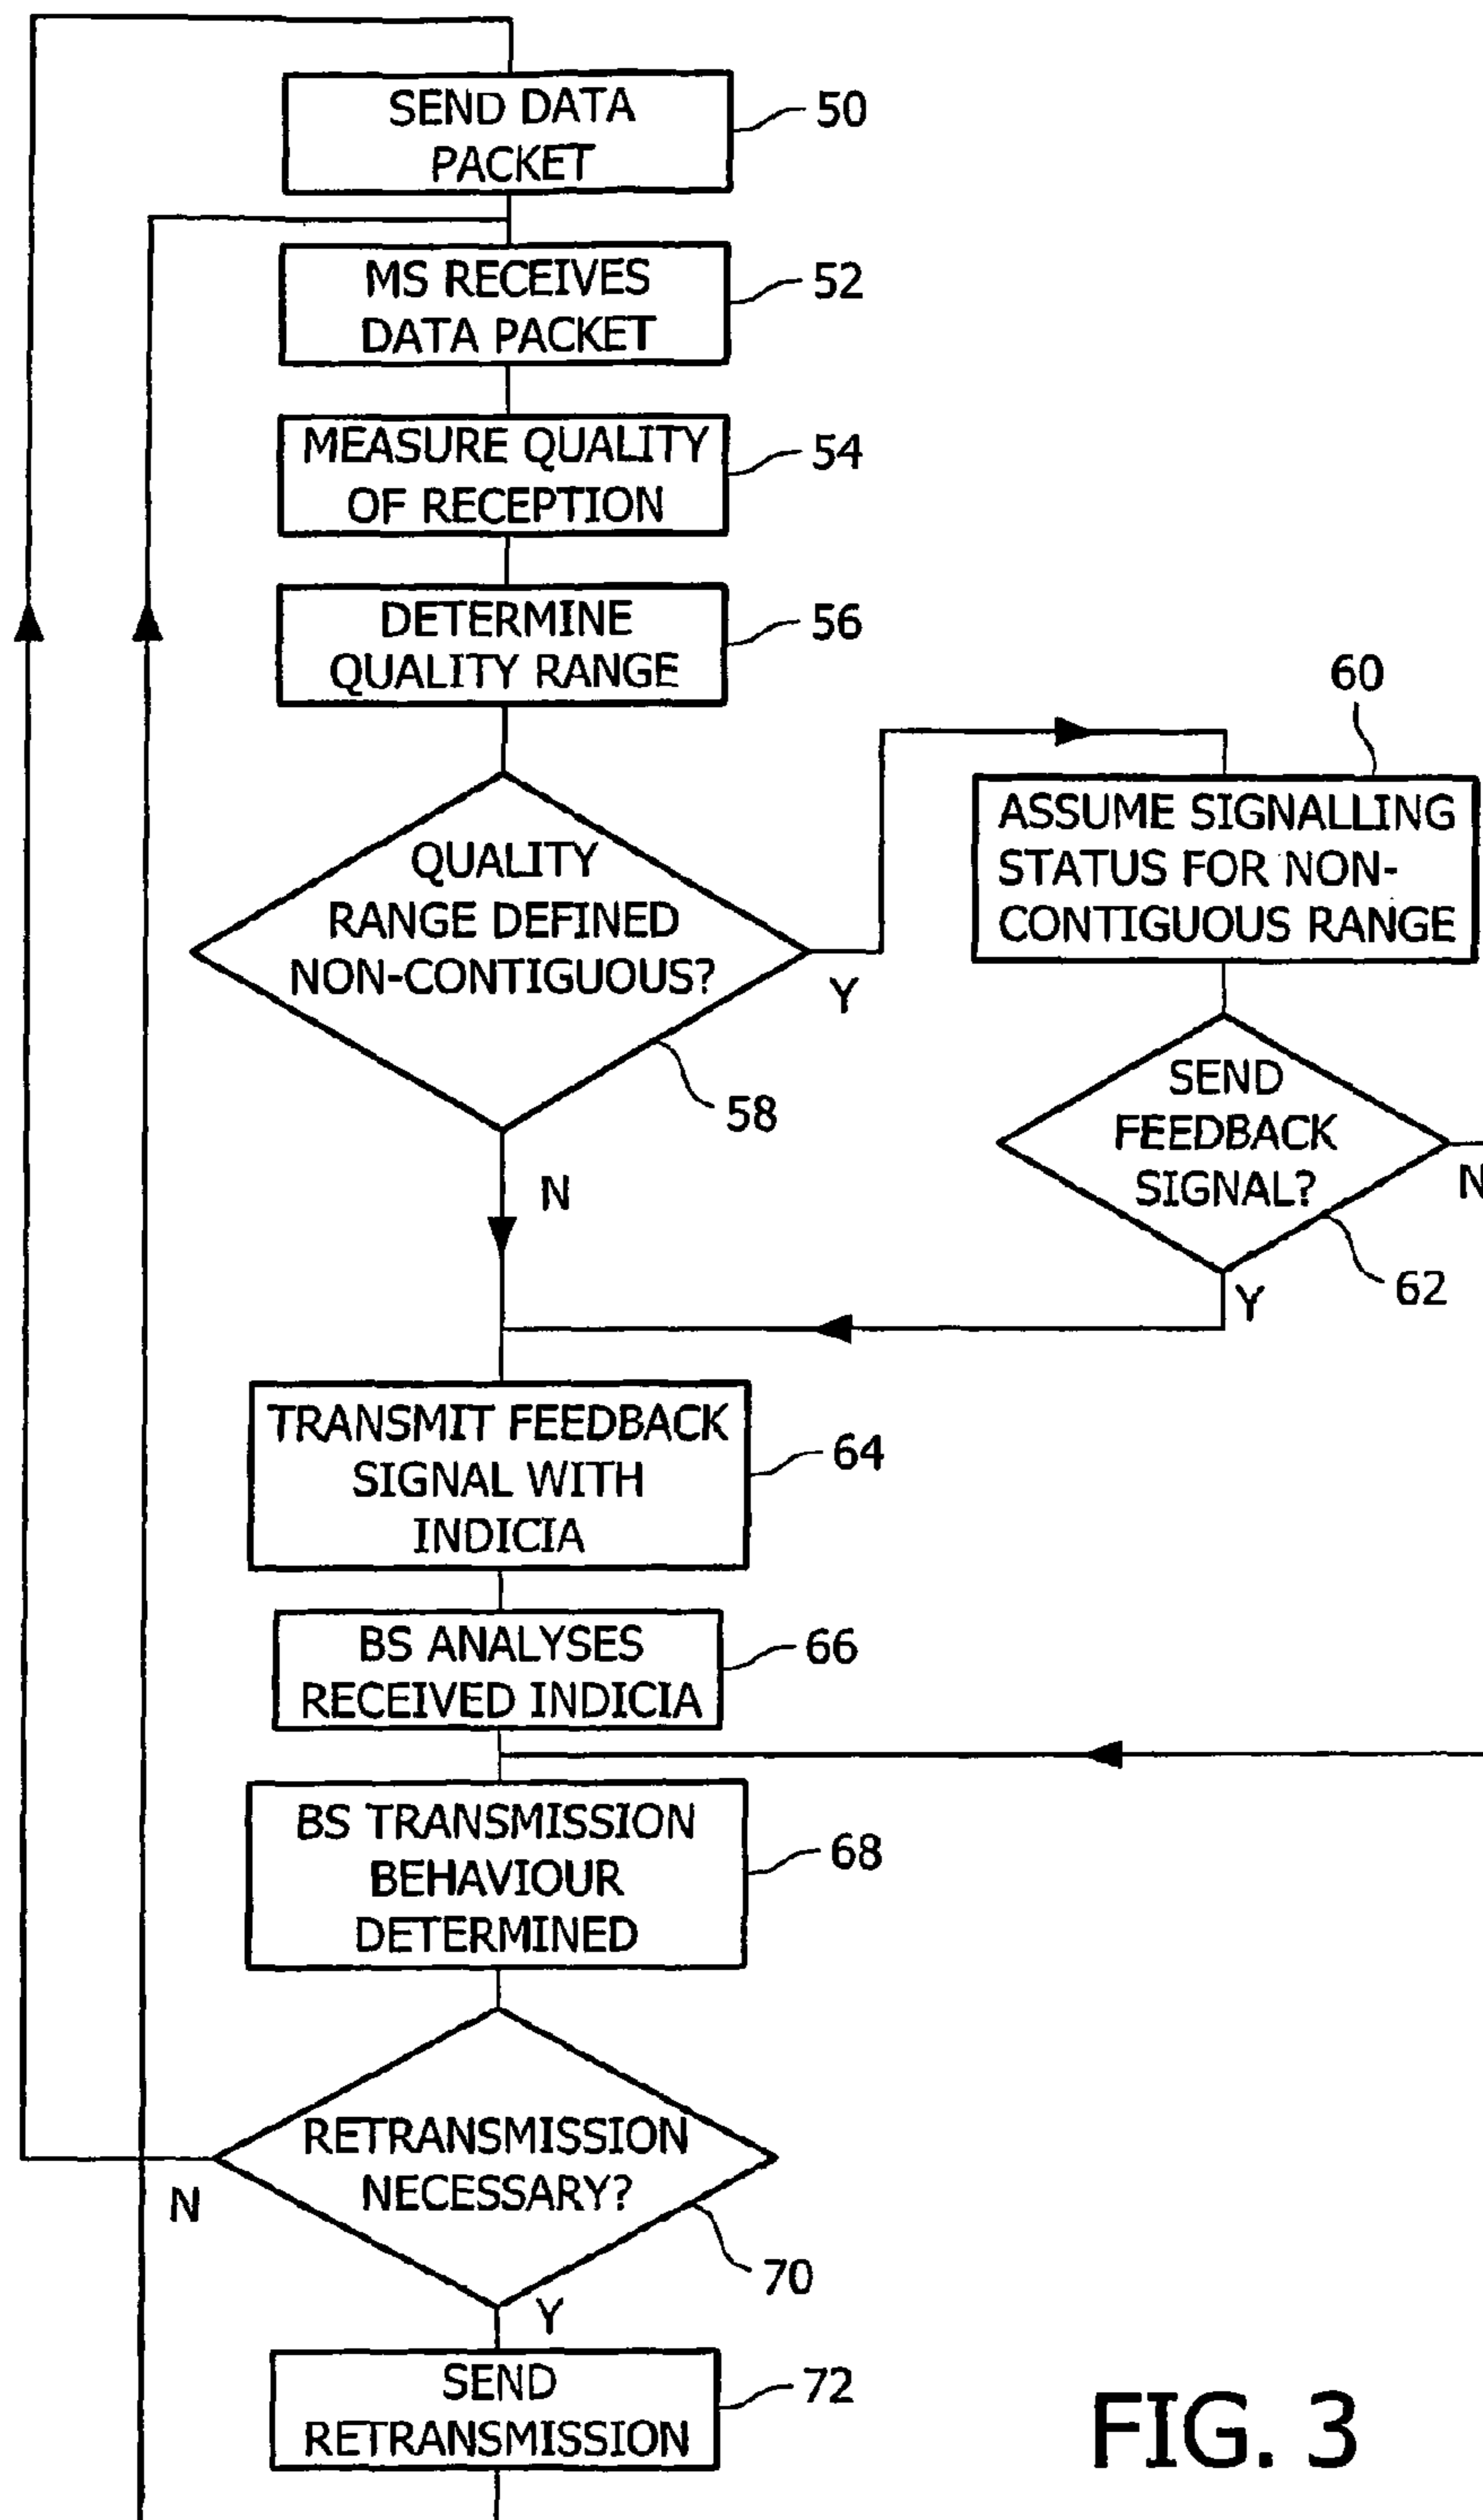 SEND DATA
PACKET
50
MS RECEIVES
DATA PACKET
52
MEASURE QUALITY
OF RECEPTION
54
DETERMINE
QUALITY RANGE
56
QUALITY
RANGE DEFINED
NON-CONTIGUOUS?
58
Y
N
60
ASSUME SIGNALLING
STATUS FOR NON-
CONTIGUOUS RANGE
SEND
FEEDBACK
SIGNAL?
62
N
Y
TRANSMIT FEEDBACK
SIGNAL WITH
INDICIA
64
BS ANALYSES
RECEIVED INDICIA
66
BS TRANSMISSION
BEHAVIOUR
DETERMINED
68
RETRANSMISSION
NECESSARY?
70
N
Y
SEND
RETRANSMISSION
72
FIG. 3